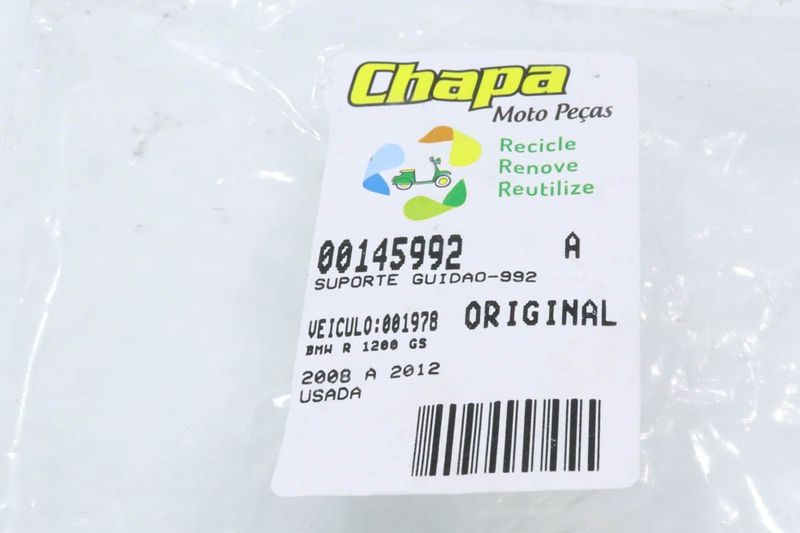 Chapa
Moto Peças
Recicle
Renove
Reutilize
00145992 A
SUPORTE GUIDAO-992
VEICULO:001978 ORIGINAL
BMW R 1200 GS
2008 A 2012
USADA